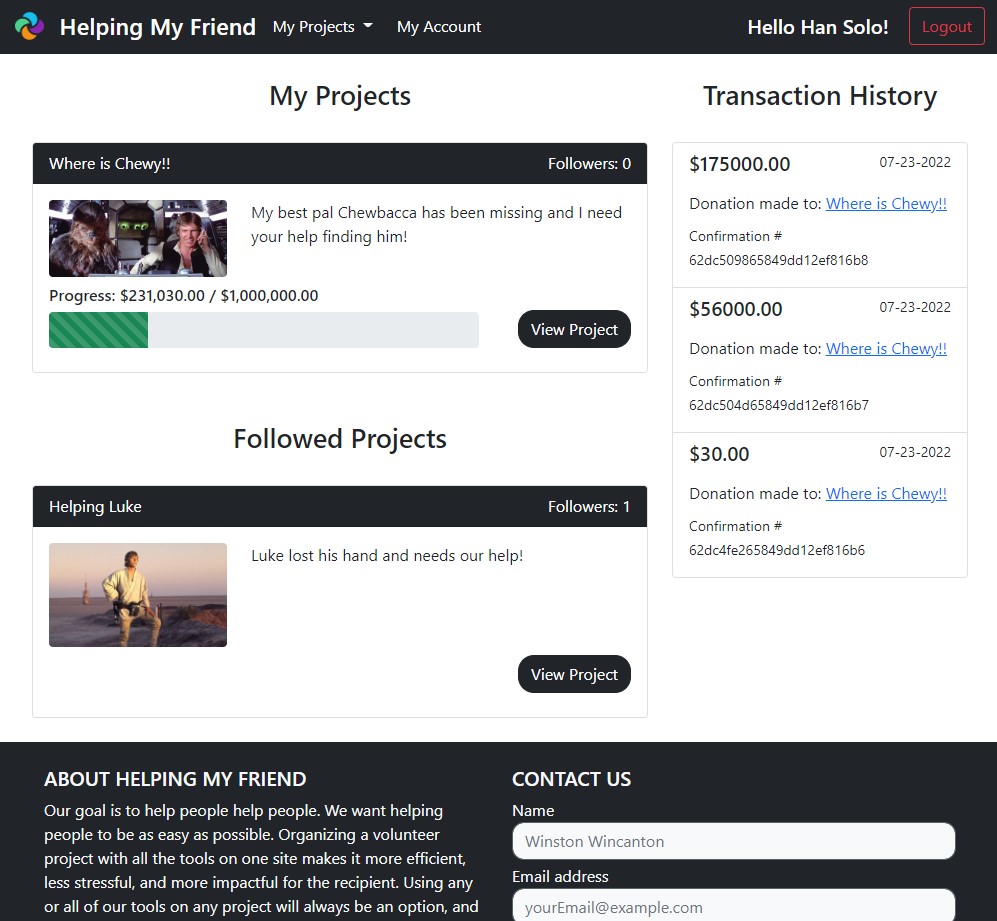 Helping My Friend
My Projects
My Account
Hello Han Solo!
Logout
My Projects
Where is Chewy!!
Followers: 0
My best pal Chewbacca has been missing and I need
your help finding him!
Progress: $231,030.00 / $1,000,000.00
View Project
Followed Projects
Helping Luke
Followers: 1
Luke lost his hand and needs our help!
View Project
Transaction History
$175000.00
07-23-2022
Donation made to: Where is Chewy!!
Confirmation #
62dc509865849dd12ef816b8
$56000.00
07-23-2022
Donation made to: Where is Chewy!!
Confirmation #
62dc504d65849dd12ef816b7
$30.00
07-23-2022
Donation made to: Where is Chewy!!
Confirmation #
62dc4fe265849dd12ef816b6
ABOUT HELPING MY FRIEND
Our goal is to help people help people. We want helping
people to be as easy as possible. Organizing a volunteer
project with all the tools on one site makes it more efficient,
less stressful, and more impactful for the recipient. Using any
or all of our tools on any project will always be an option, and
CONTACT US
Name
Winston Wincanton
Email address
yourEmail@example.com